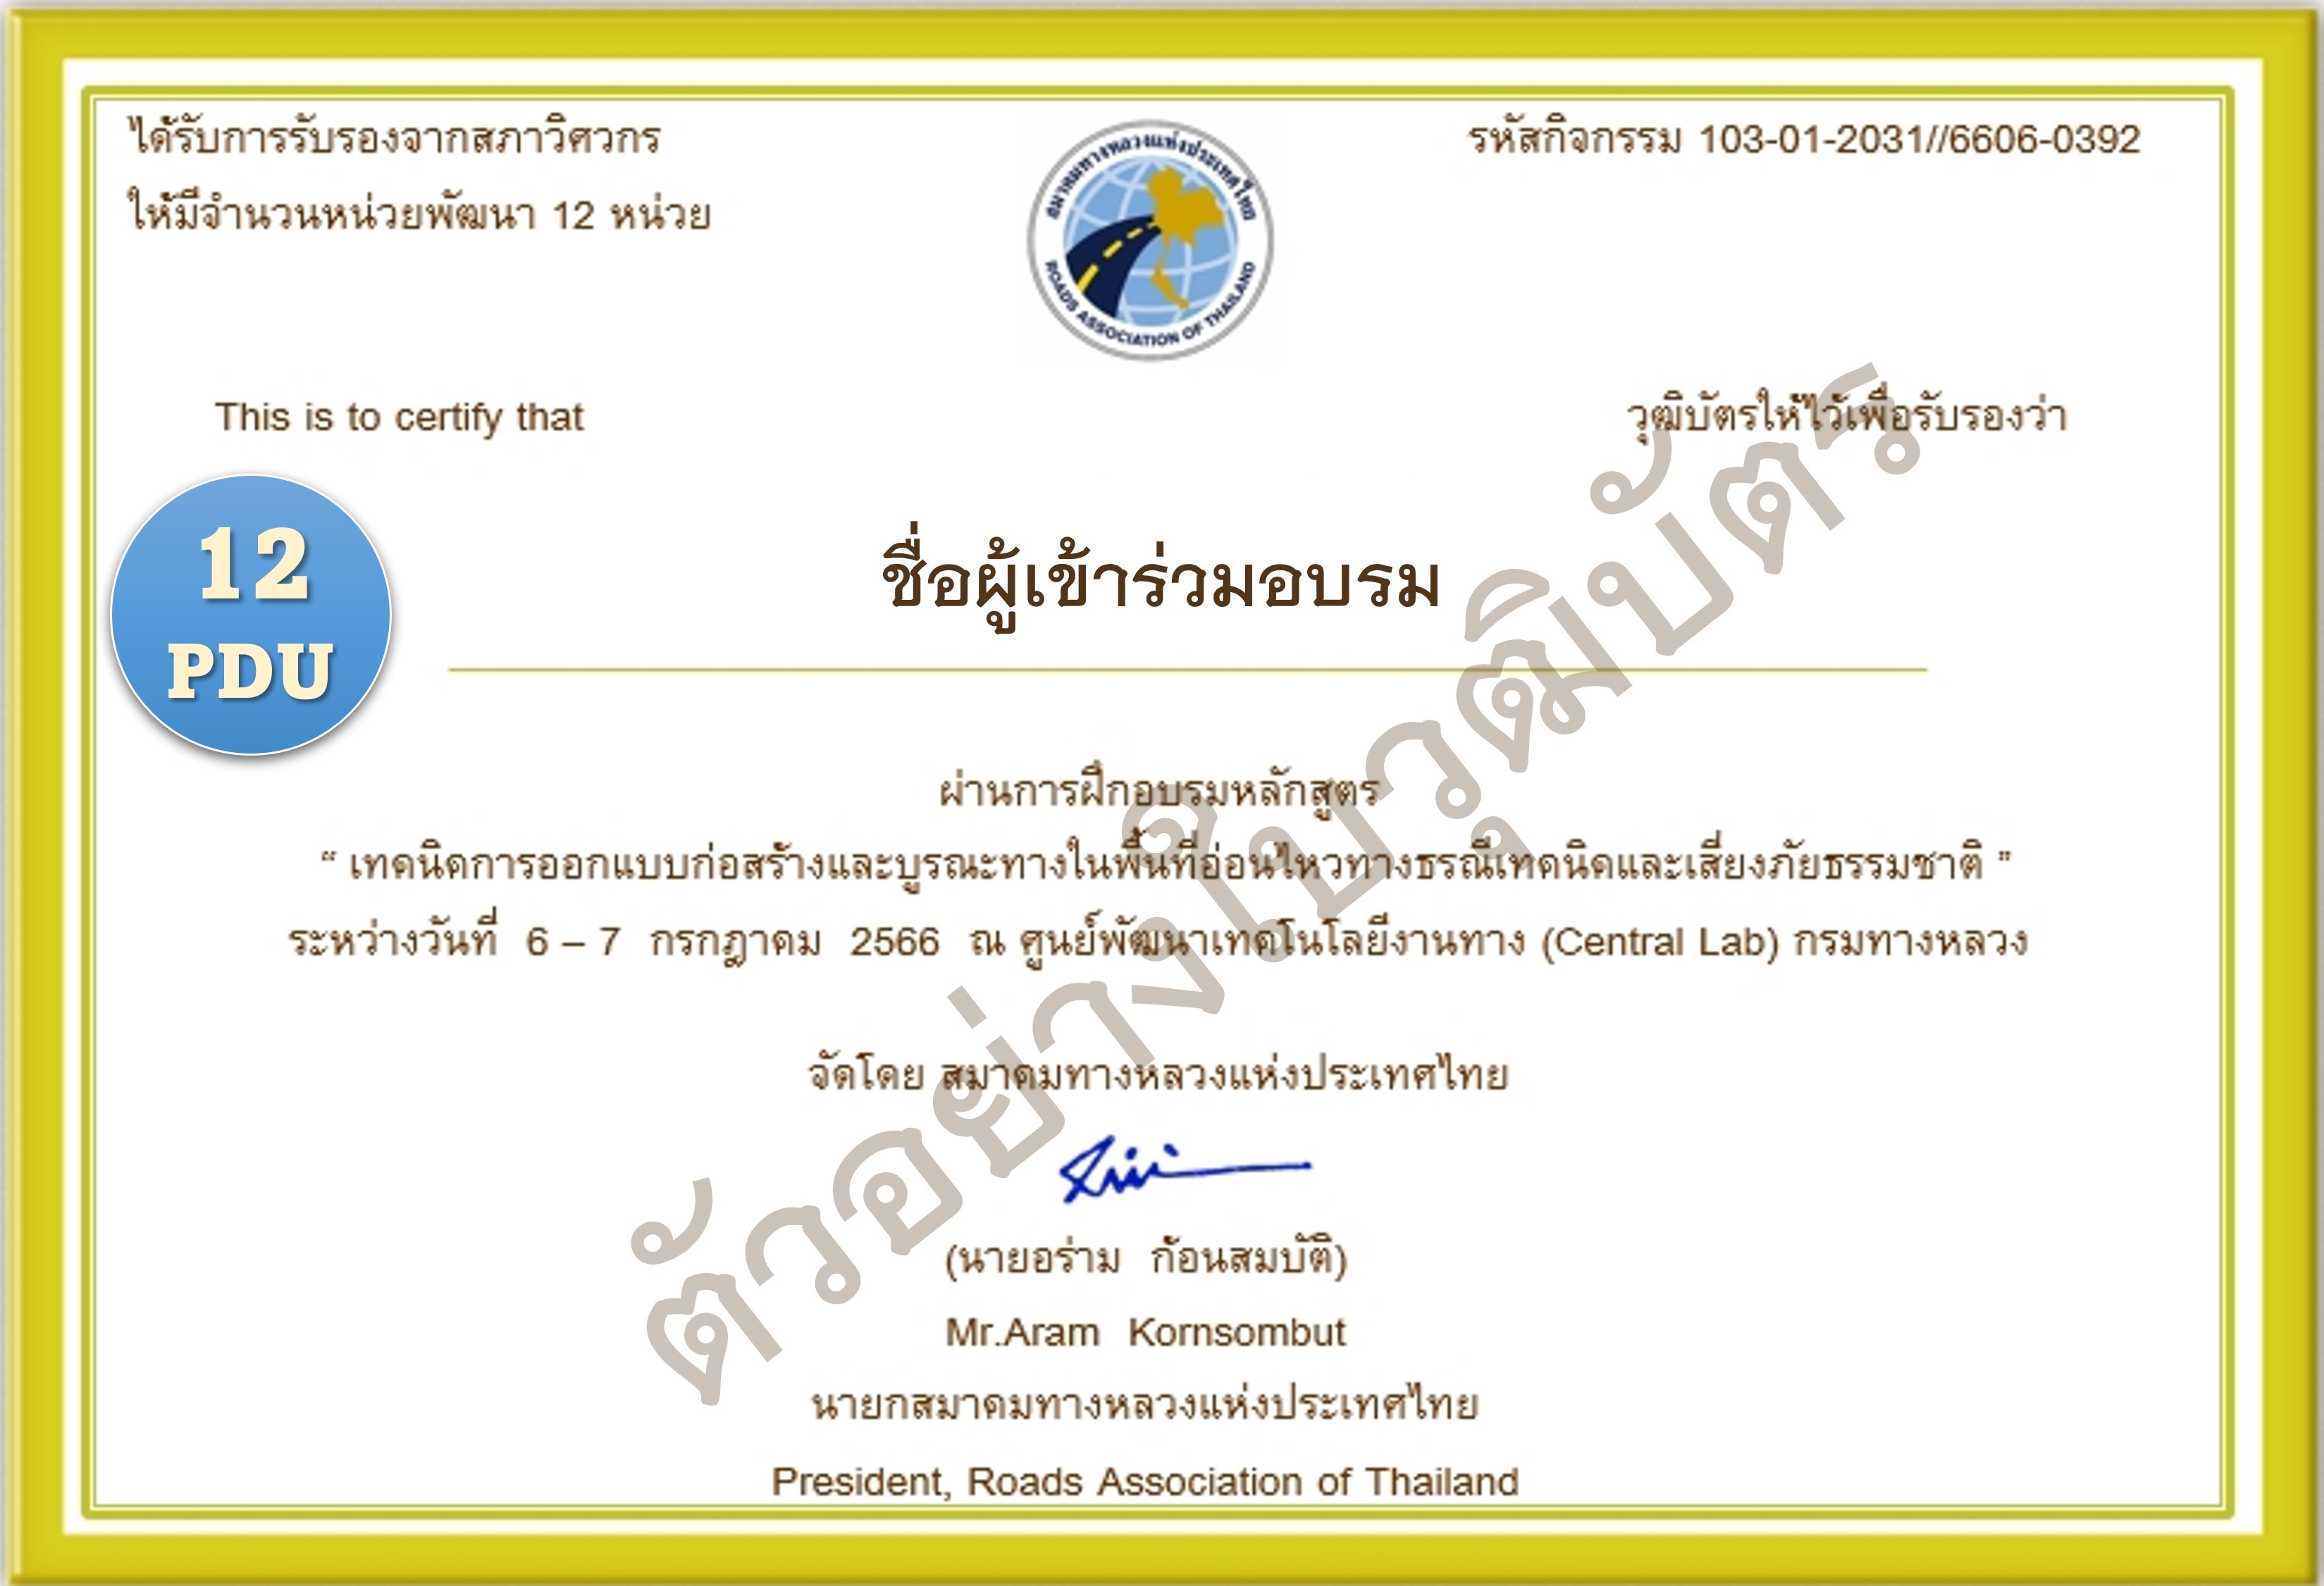 ได้รับการรับรองจากสภาวิศวกร
ให้มีจำนวนหน่วยพัฒนา 12 หน่วย
รหัสกิจกรรม 103-01-2031//6606-0392
สมาคมทางหลวงแห่งประเทศไทย
ROADS ASSOCIATION OF THAILAND
This is to certify that
วุฒิบัตรให้ไว้เพื่อรับรองว่า
12
PDU
ชื่อผู้เข้าร่วมอบรม
ผ่านการฝึกอบรมหลักสูตร
“ เทคนิคการออกแบบก่อสร้างและบูรณะทางในพื้นที่อ่อนไหวทางธรณีเทคนิคและเสี่ยงภัยธรรมชาติ ”
ระหว่างวันที่ 6 – 7 กรกฎาคม 2566 ณ ศูนย์พัฒนาเทคโนโลยีงานทาง (Central Lab) กรมทางหลวง
จัดโดย สมาคมทางหลวงแห่งประเทศไทย
(นายอร่าม ก้อนสมบัติ)
Mr.Aram Kornsombut
นายกสมาคมทางหลวงแห่งประเทศไทย
President, Roads Association of Thailand
ตัวอย่างใบวุฒิบัตร